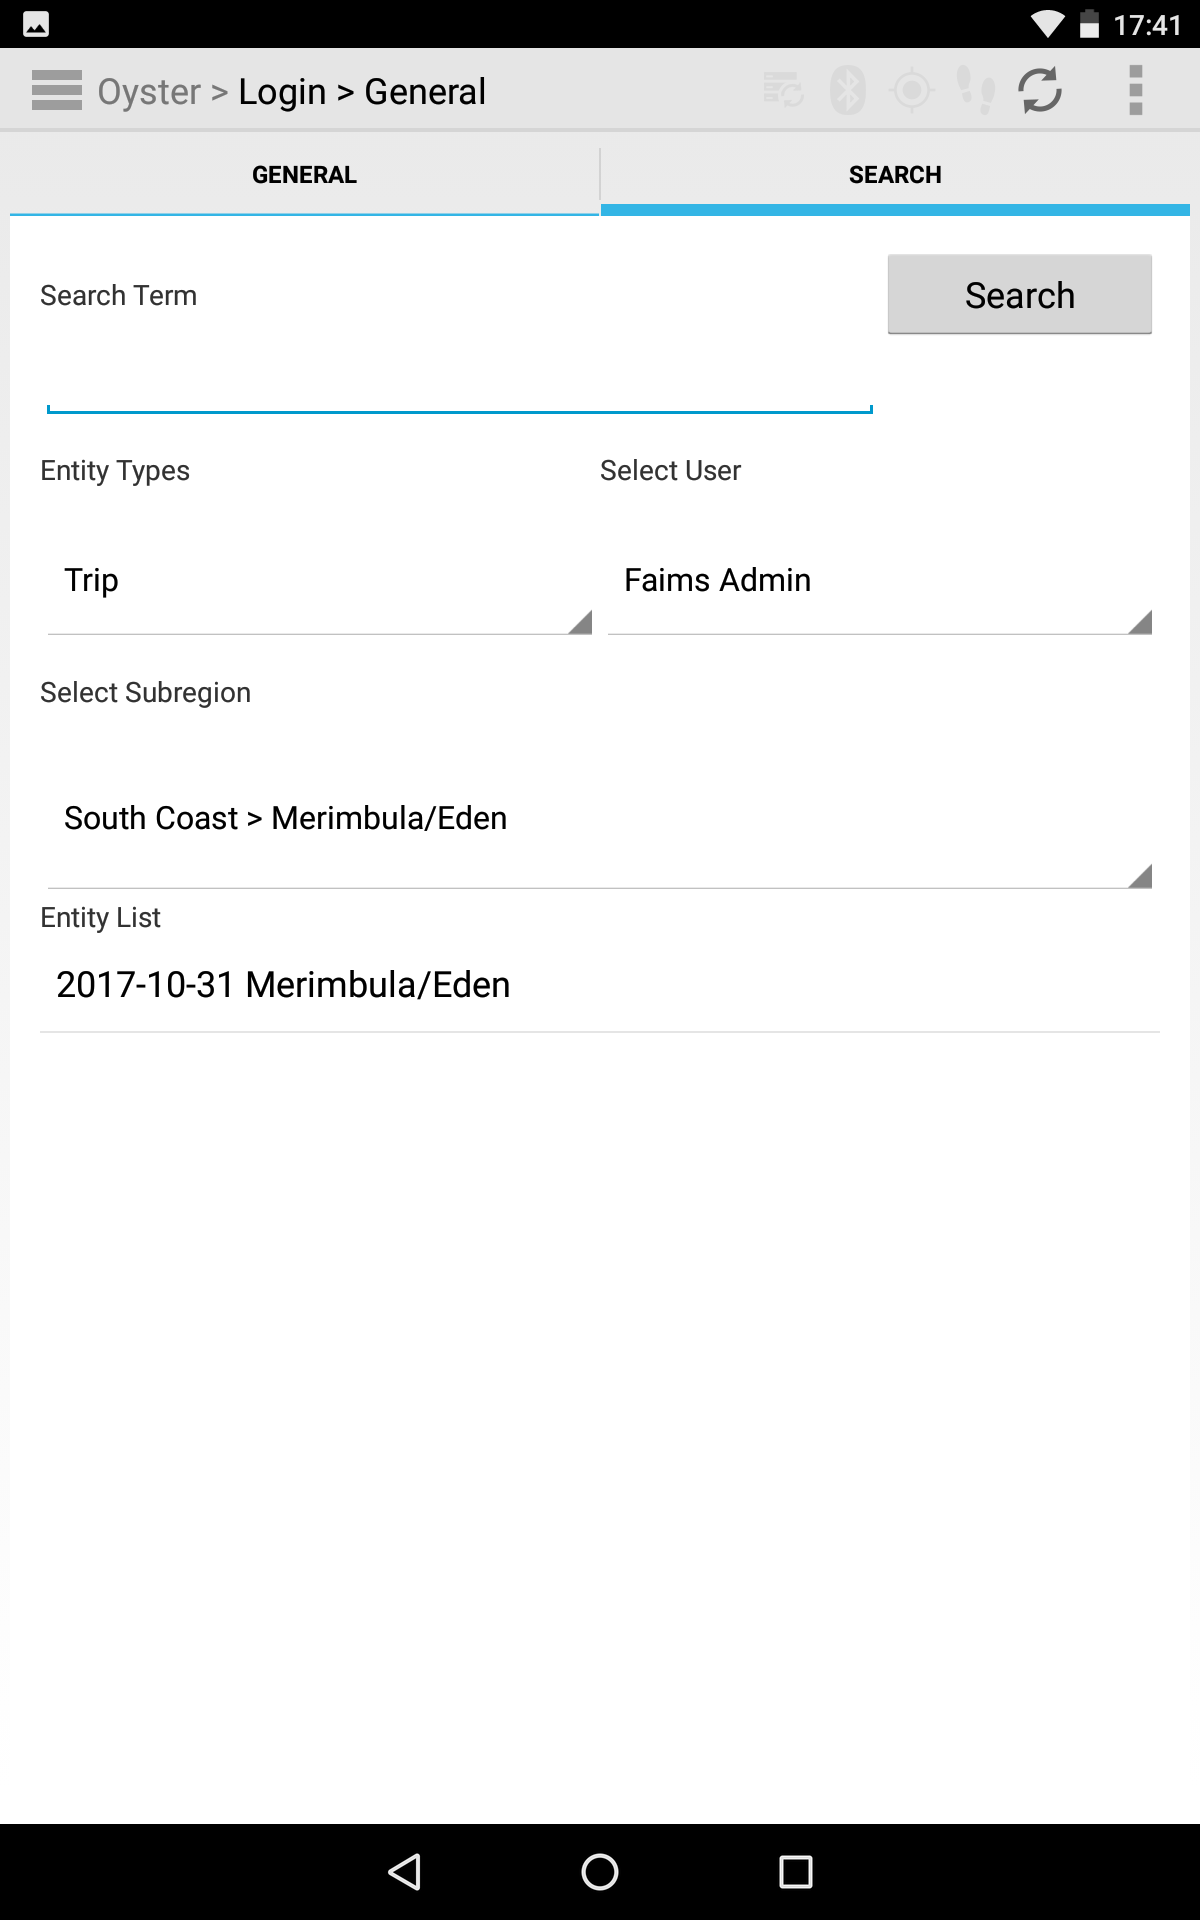 17:41
Oyster > Login > General
GENERAL
SEARCH
Search Term
Search
Entity Types
Select User
Trip
Faims Admin
Select Subregion
South Coast > Merimbula/Eden
Entity List
2017-10-31 Merimbula/Eden